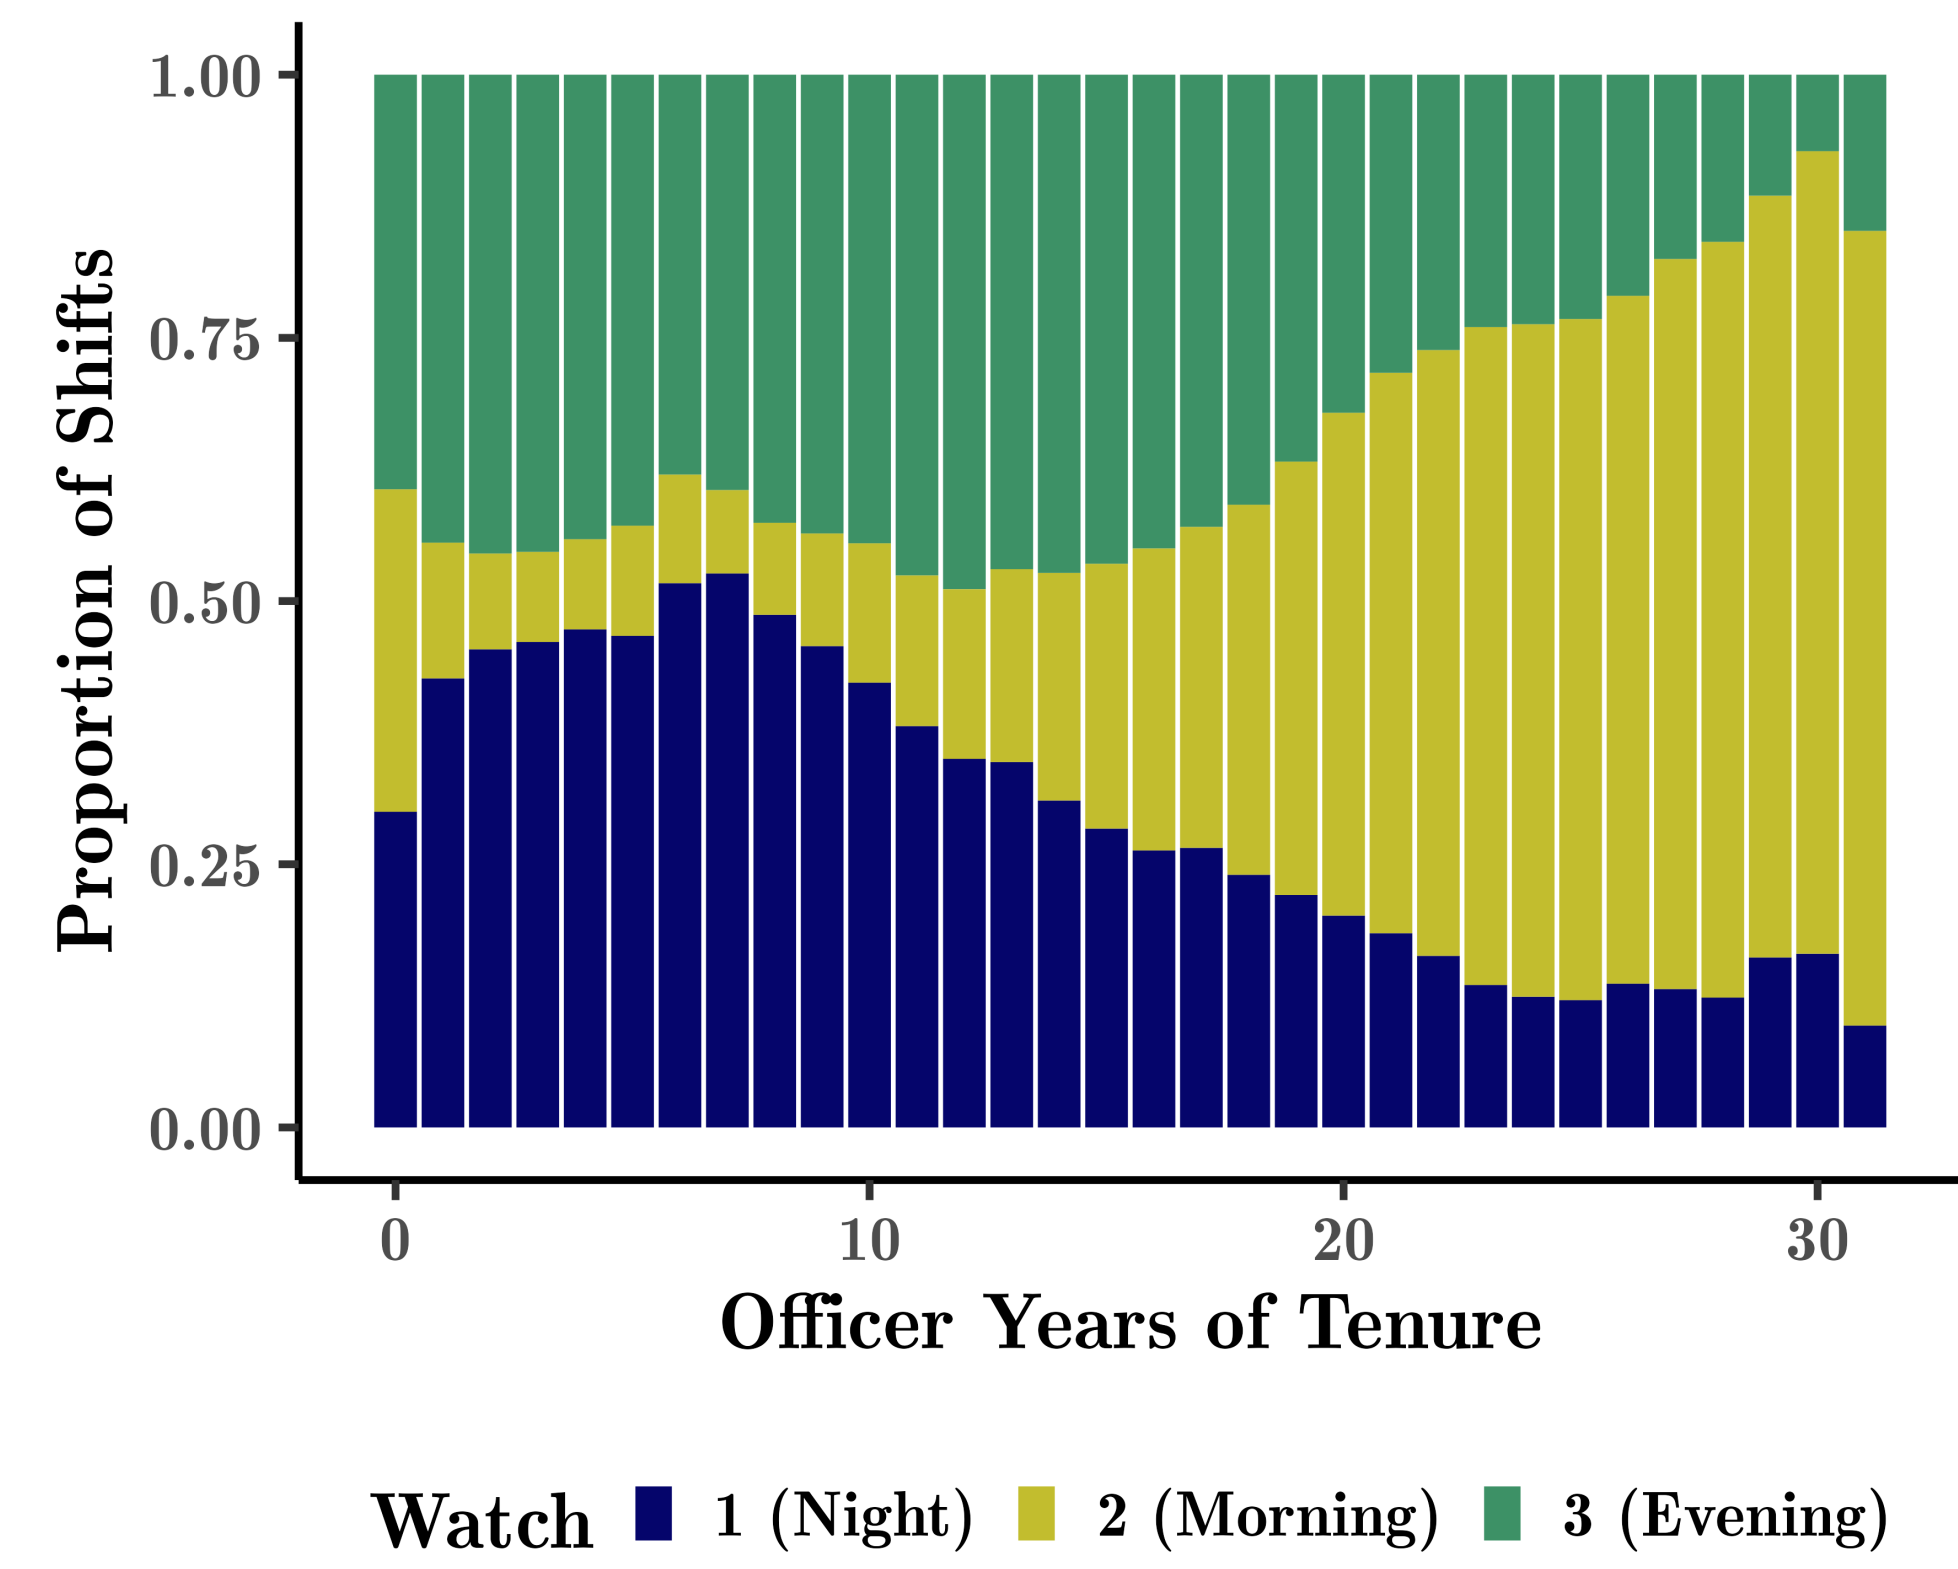 1.00
0.75
0.50
0.25
0.00
Proportion of Shifts
0 10 20 30
Officer Years of Tenure
Watch 1 (Night) 2 (Morning) 3 (Evening)